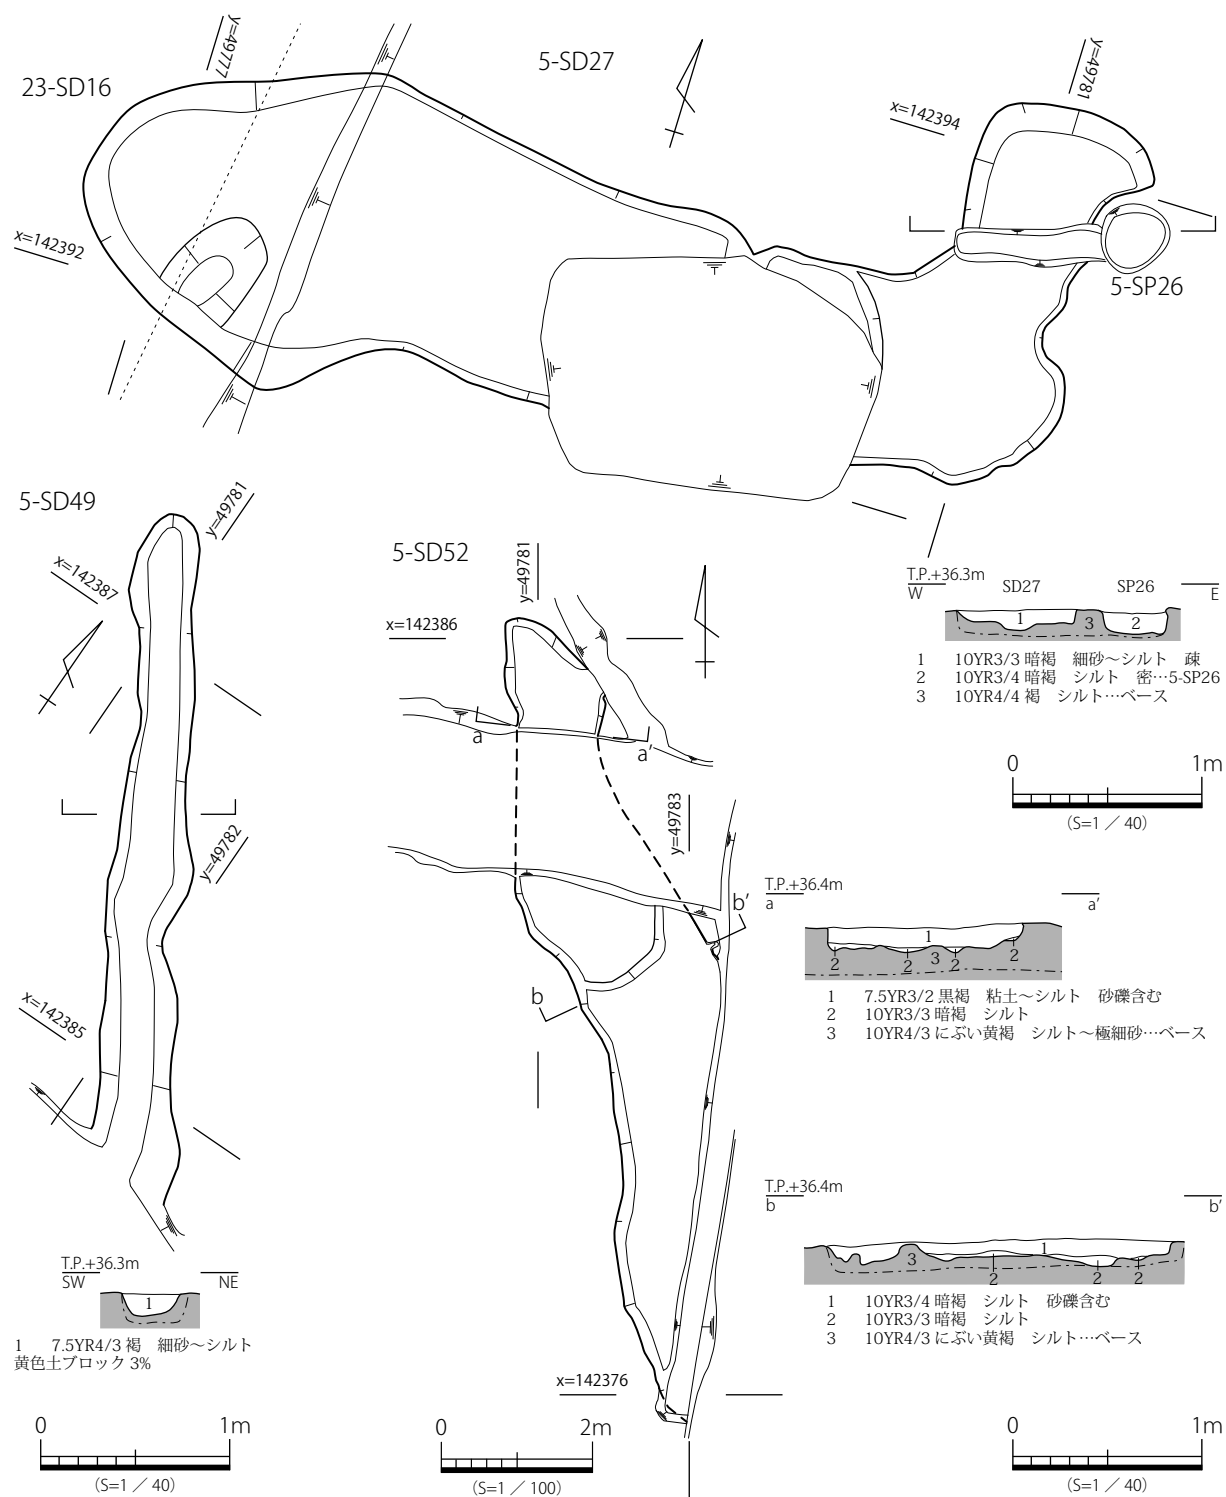 23-SD16
y=49777
5-SD27
y=49781
x=142394
x=142392
5-SP26
5-SD49
y=49781
x=142387
y=49782
x=142385
5-SD52
y=49781
x=142386
a
a'
y=49783
b'
b
x=142376
T.P.+36.3m
W SD27 SP26 E
1 3 2
1 10YR3/3 暗褐 細砂～シルト 疎
2 10YR3/4 暗褐 シルト 密…5-SP26
3 10YR4/4 褐 シルト…ベース
0 1m
（S=1 ／ 40）
T.P.+36.4m
a a'
1
2 2 3 2 2
1 7.5YR3/2 黒褐 粘土～シルト 砂礫含む
2 10YR3/3 暗褐 シルト
3 10YR4/3 にぶい黄褐 シルト～極細砂…ベース
T.P.+36.4m
b b'
3 1
2 2 2
1 10YR3/4 暗褐 シルト 砂礫含む
2 10YR3/3 暗褐 シルト
3 10YR4/3 にぶい黄褐 シルト…ベース
T.P.+36.3m
SW NE
1
1 7.5YR4/3 褐 細砂～シルト
黄色土ブロック 3%
0 1m
（S=1 ／ 40）
0 2m
（S=1 ／ 100）
0 1m
（S=1 ／ 40）